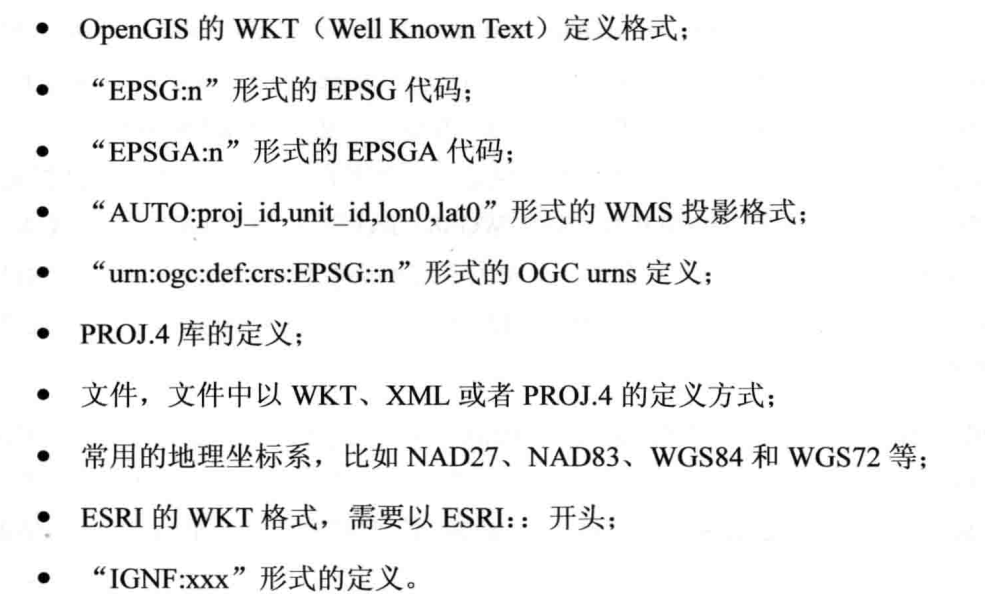 ● OpenGIS 的 WKT（Well Known Text）定义格式；
● “EPSG:n”形式的 EPSG 代码；
● “EPSGA:n”形式的 EPSGA 代码；
● “AUTO:proj_id,unit_id,lon0,lat0”形式的 WMS 投影格式；
● “urn:ogc:def:crs:EPSG::n”形式的 OGC urns 定义；
● PROJ.4 库的定义；
● 文件，文件中以 WKT、XML 或者 PROJ.4 的定义方式；
● 常用的地理坐标系，比如 NAD27、NAD83、WGS84 和 WGS72 等；
● ESRI 的 WKT 格式，需要以 ESRI:：开头；
● “IGNF:xxx”形式的定义。